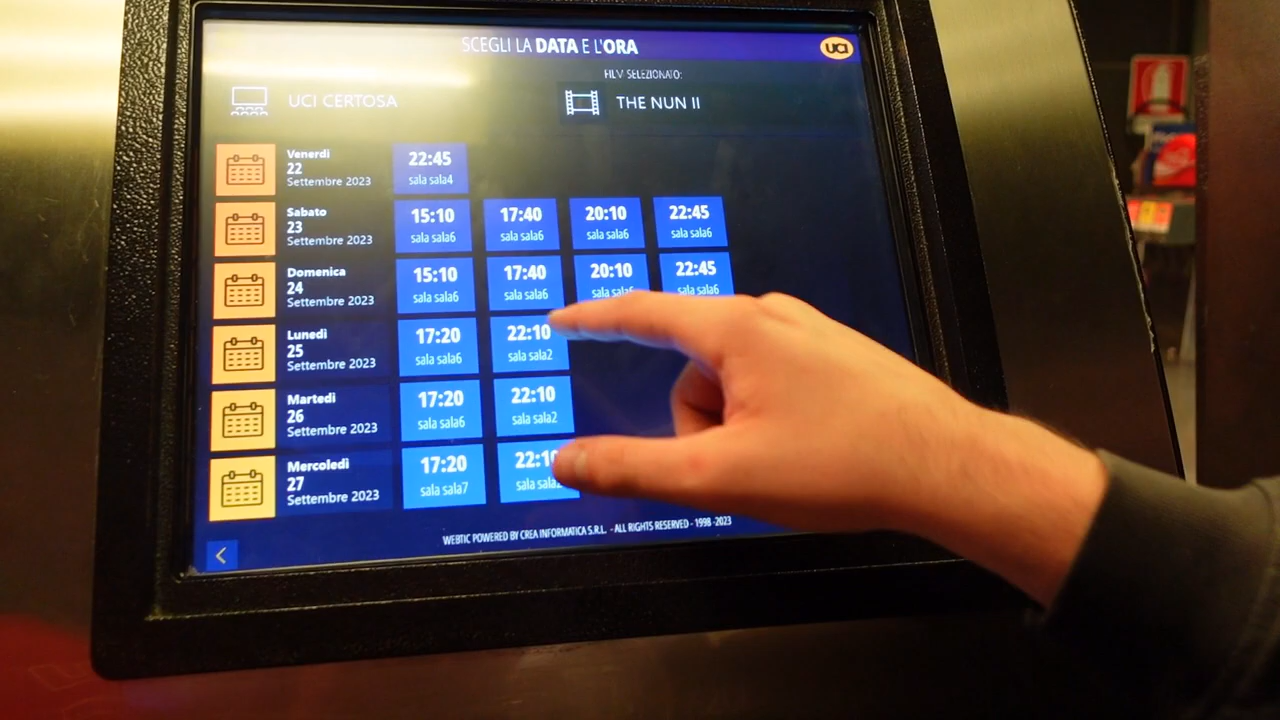 SCEGLI LA DATA E L'ORA
UCI
FILM SELEZIONATO:
UCI CERTOSA
THE NUN II
Venerdì
22
Settembre 2023
22:45
sala sala4
Sabato
23
Settembre 2023
15:10 17:40 20:10 22:45
sala sala6 sala sala6 sala sala6 sala sala6
Domenica
24
Settembre 2023
15:10 17:40 20:10 22:45
sala sala6 sala sala6 sala sala6 sala sala6
Lunedì
25
Settembre 2023
17:20 22:10
sala sala6 sala sala2
Martedì
26
Settembre 2023
17:20 22:10
sala sala6 sala sala2
Mercoledì
27
Settembre 2023
17:20 22:10
sala sala7 sala
WEBTIC POWERED BY CREA INFORMATICA S.R.L. - ALL RIGHTS RESERVED - 1998 -2023